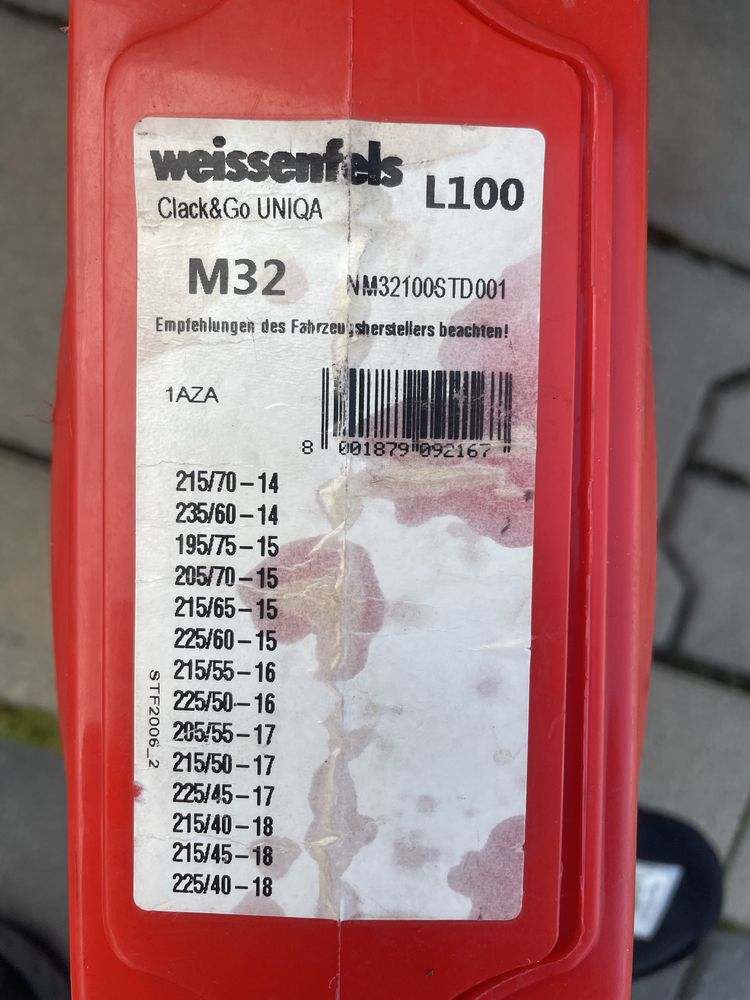 weissenfels
L100
Clack&Go UNIQA
M32 NM32100STD001
Empfehlungen des Fahrzeugsherstellers beachten!
1AZA
8 001879 092167
215/70-14
235/60-14
195/75-15
205/70-15
215/65-15
225/60-15
215/55-16
225/50-16
205/55-17
215/50-17
225/45-17
215/40-18
215/45-18
225/40-18
STF2006_2